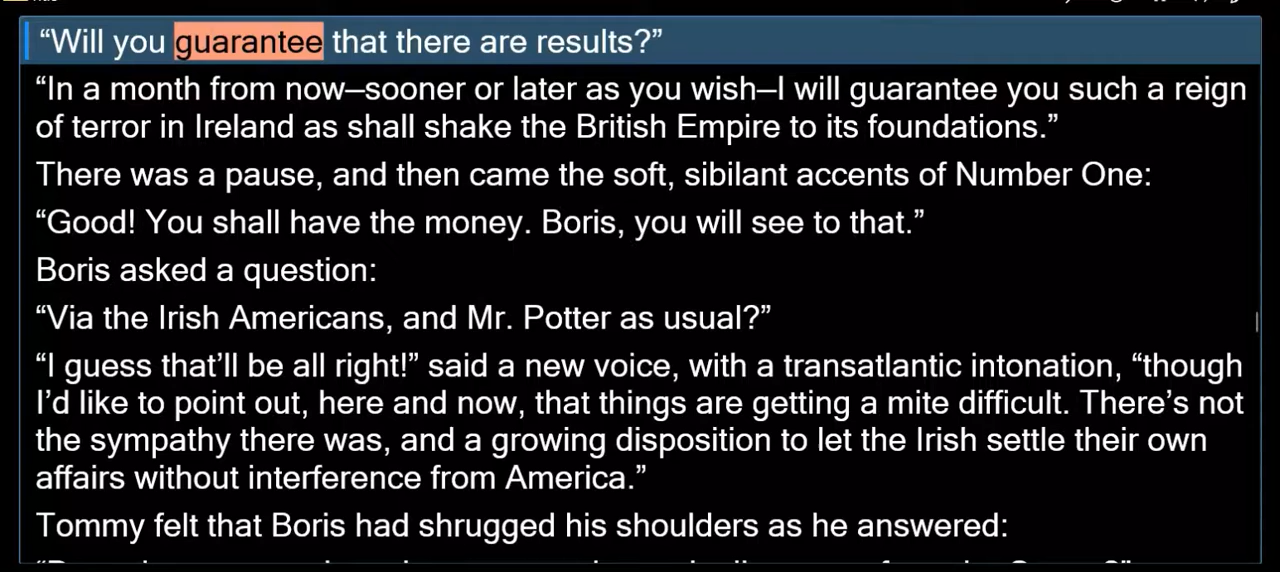 “Will you guarantee that there are results?”
“In a month from now—sooner or later as you wish—I will guarantee you such a reign
of terror in Ireland as shall shake the British Empire to its foundations.”
There was a pause, and then came the soft, sibilant accents of Number One:
“Good! You shall have the money. Boris, you will see to that.”
Boris asked a question:
“Via the Irish Americans, and Mr. Potter as usual?”
“I guess that’ll be all right!” said a new voice, with a transatlantic intonation, “though
I’d like to point out, here and now, that things are getting a mite difficult. There’s not
the sympathy there was, and a growing disposition to let the Irish settle their own
affairs without interference from America.”
Tommy felt that Boris had shrugged his shoulders as he answered: